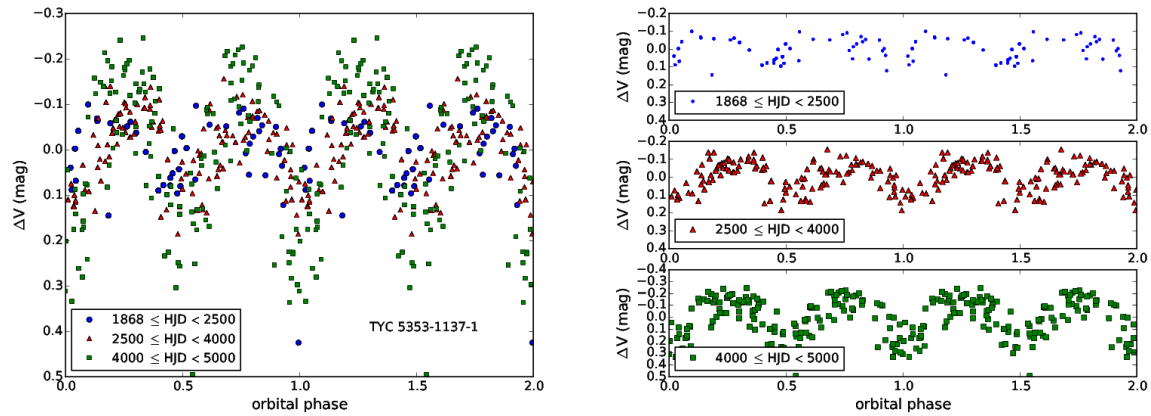 −0.3
−0.2
−0.1
0.0
0.1
0.2
0.3
0.4
0.5
ΔV (mag)
1868 ≤ HJD < 2500
2500 ≤ HJD < 4000
4000 ≤ HJD < 5000
TYC 5353-1137-1
0.0 0.5 1.0 1.5 2.0
orbital phase
−0.2
−0.1
0.0
0.1
0.2
0.3
0.4
ΔV (mag)
1868 ≤ HJD < 2500
0.0 0.5 1.0 1.5 2.0
−0.2
−0.1
0.0
0.1
0.2
0.3
0.4
ΔV (mag)
2500 ≤ HJD < 4000
0.0 0.5 1.0 1.5 2.0
−0.4
−0.3
−0.2
−0.1
0.0
0.1
0.2
0.3
0.4
0.5
ΔV (mag)
4000 ≤ HJD < 5000
0.0 0.5 1.0 1.5 2.0
orbital phase